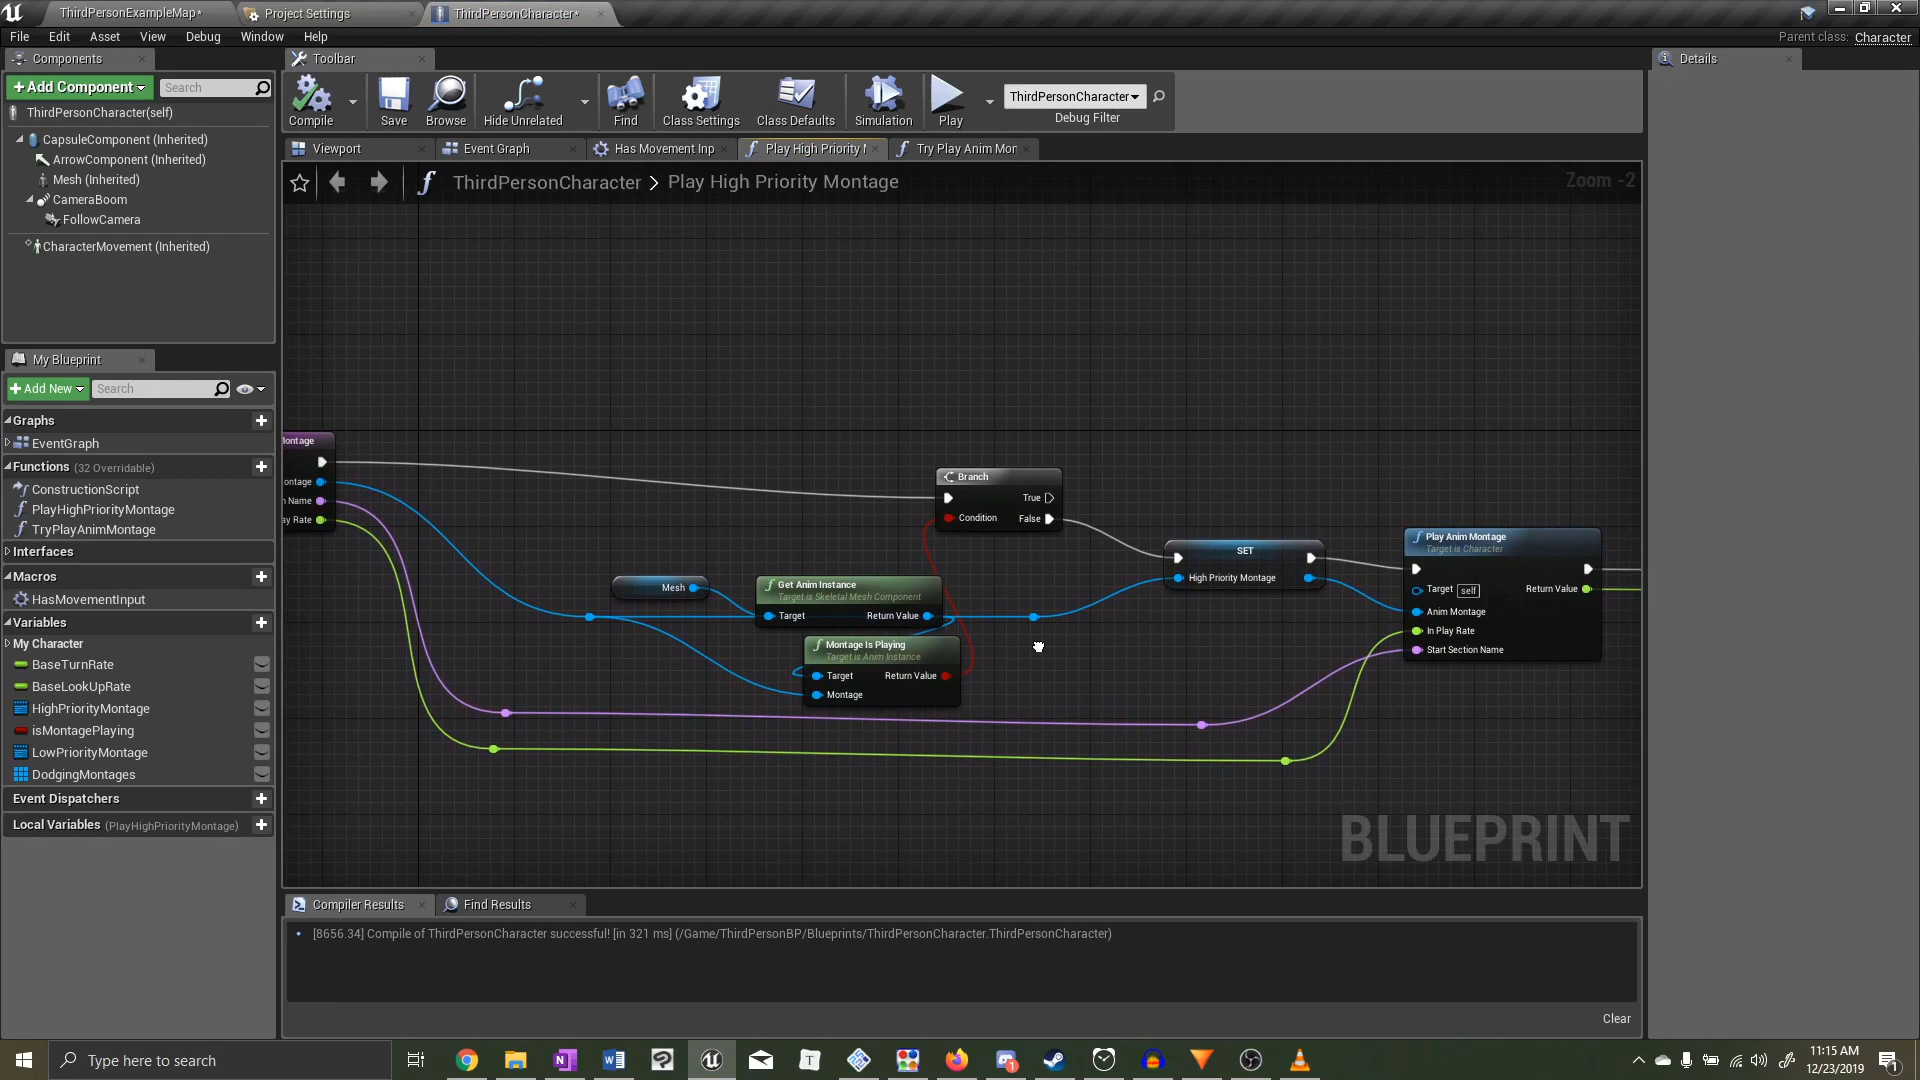 ThirdPersonExampleMap*
Project Settings
ThirdPersonCharacter*
File Edit Asset View Debug Window Help
Parent class: Character
Components
Toolbar
Details
+Add Component
Search
ThirdPersonCharacter(self)
CapsuleComponent (Inherited)
ArrowComponent (Inherited)
Mesh (Inherited)
CameraBoom
FollowCamera
CharacterMovement (Inherited)
Compile
Save
Browse
Hide Unrelated
Find
Class Settings
Class Defaults
Simulation
Play
ThirdPersonCharacter
Debug Filter
Viewport
Event Graph
Has Movement Inp
Play High Priority M
Try Play Anim Mon
ThirdPersonCharacter > Play High Priority Montage
Zoom -2
My Blueprint
+Add New
Search
Graphs
EventGraph
Functions (32 Overridable)
ConstructionScript
PlayHighPriorityMontage
TryPlayAnimMontage
Interfaces
Macros
HasMovementInput
Variables
My Character
BaseTurnRate
BaseLookUpRate
HighPriorityMontage
isMontagePlaying
LowPriorityMontage
DodgingMontages
Event Dispatchers
Local Variables (PlayHighPriorityMontage)
Montage
ontage
n Name
ay Rate
Branch
True
Condition
False
Mesh
Get Anim Instance
Target is Skeletal Mesh Component
Target
Return Value
Montage Is Playing
Target is Anim Instance
Target
Return Value
Montage
SET
High Priority Montage
Play Anim Montage
Target is Character
Target self
Return Value
Anim Montage
In Play Rate
Start Section Name
BLUEPRINT
Compiler Results
Find Results
[8656.34] Compile of ThirdPersonCharacter successful! [in 321 ms] (/Game/ThirdPersonBP/Blueprints/ThirdPersonCharacter.ThirdPersonCharacter)
Clear
Type here to search
11:15 AM
12/23/2019